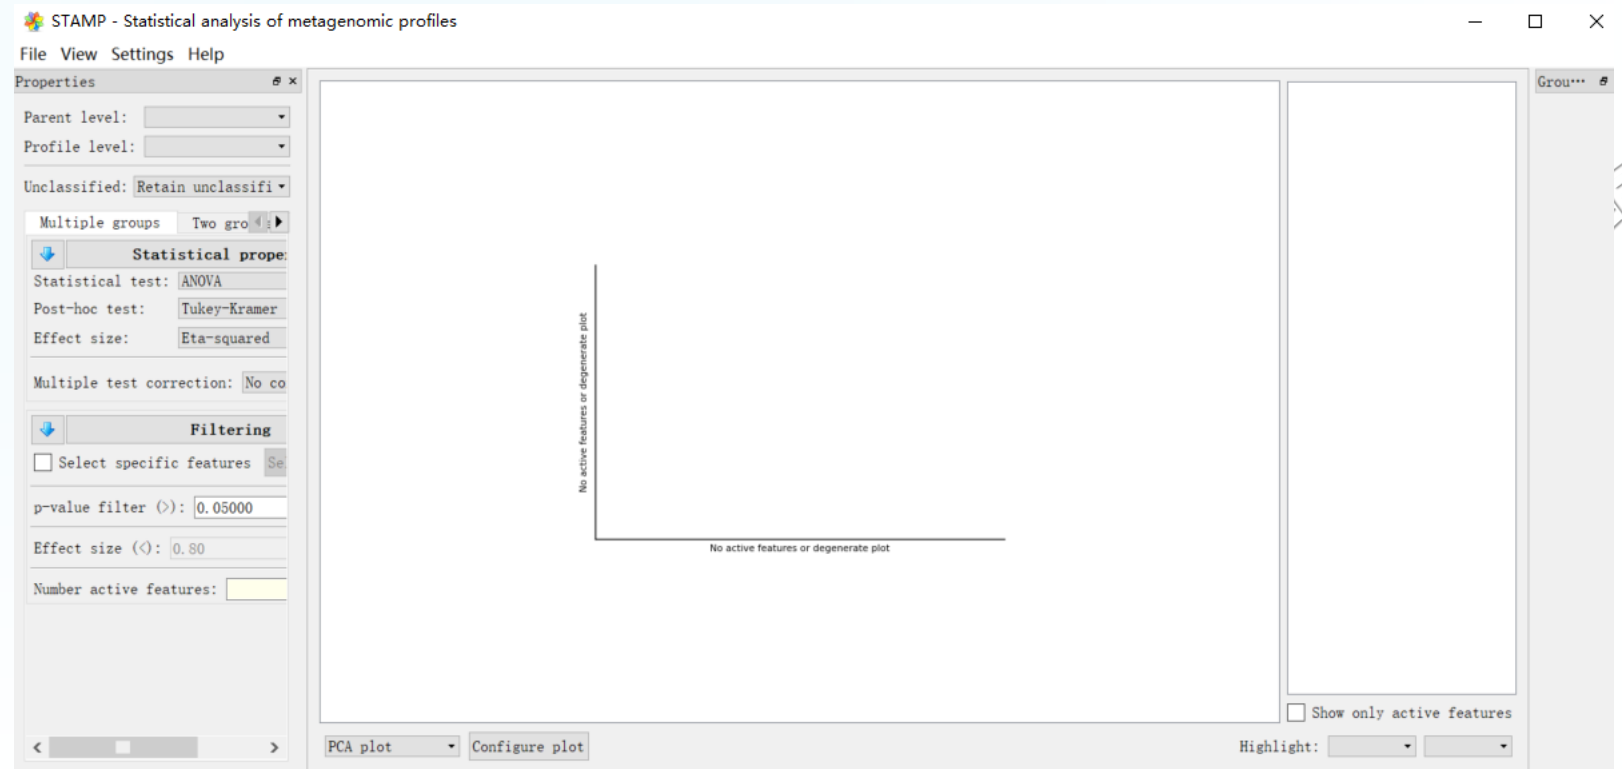 STAMP - Statistical analysis of metagenomic profiles
File View Settings Help
Properties
Parent level:
Profile level:
Unclassified: Retain unclassifi
Multiple groups Two gro
Statistical prope
Statistical test: ANOVA
Post-hoc test: Tukey-Kramer
Effect size: Eta-squared
Multiple test correction: No co
Filtering
Select specific features Se
p-value filter (>): 0.05000
Effect size (<): 0.80
Number active features:
No active features or degenerate plot
No active features or degenerate plot
PCA plot Configure plot
Show only active features
Highlight:
Grou···